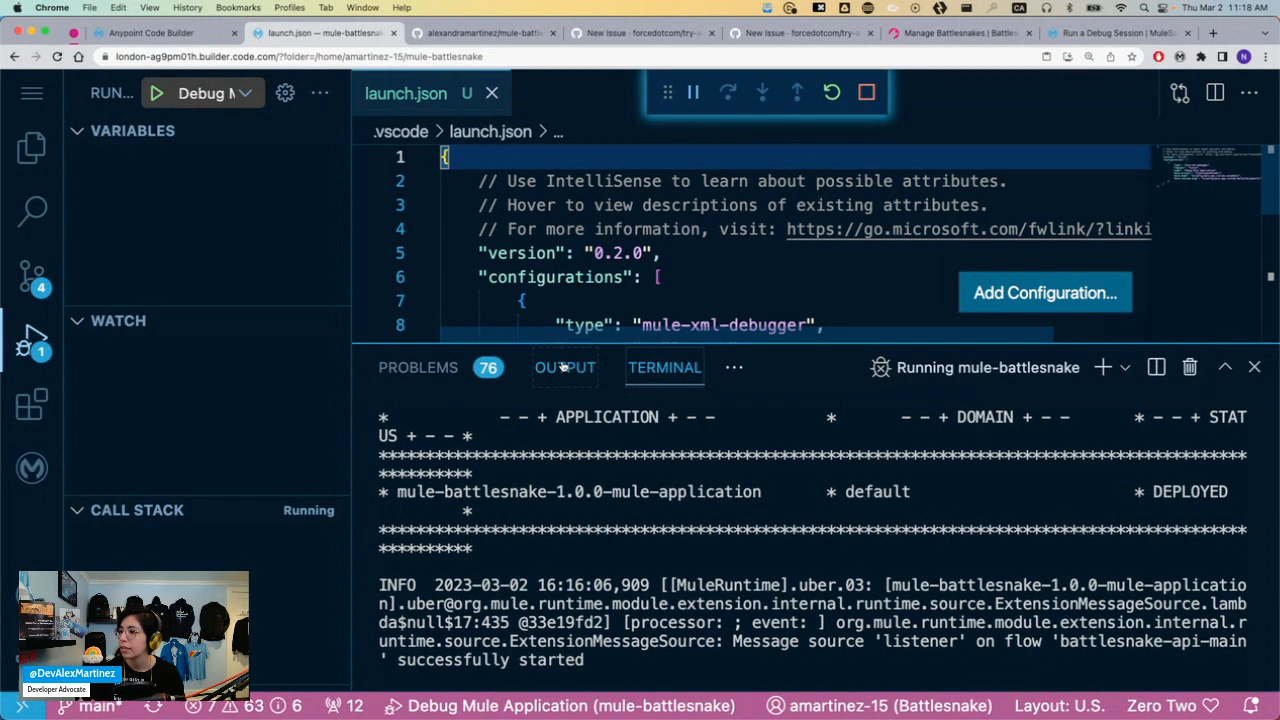 Chrome File Edit View History Bookmarks Profiles Tab Window Help
Thu Mar 2 11:18 AM
Anypoint Code Builder
launch.json — mule-battlesnake
alexandramartinez/mule-battles
New Issue · forcedotcom/try-a
New Issue · forcedotcom/try-a
Manage Battlesnakes | Battles
Run a Debug Session | MuleSo
london-ag9pm01h.builder.code.com/?folder=/home/amartinez-15/mule-battlesnake
RUN...
Debug M
launch.json U
VARIABLES
.vscode > launch.json > ...
1 {
2 // Use IntelliSense to learn about possible attributes.
3 // Hover to view descriptions of existing attributes.
4 // For more information, visit: https://go.microsoft.com/fwlink/?linki
5 "version": "0.2.0",
6 "configurations": [
7 {
8 "type": "mule-xml-debugger",
Add Configuration...
4
1
WATCH
CALL STACK Running
PROBLEMS 76 OUTPUT TERMINAL ...
Running mule-battlesnake
* - - + APPLICATION + - - * - - + DOMAIN + - - * - - + STAT
US + - - *
* mule-battlesnake-1.0.0-mule-application * default * DEPLOYED
*
INFO 2023-03-02 16:16:06,909 [[MuleRuntime].uber.03: [mule-battlesnake-1.0.0-mule-applicatio
n].uber@org.mule.runtime.module.extension.internal.runtime.source.ExtensionMessageSource.lamb
da$null$17:435 @33e19fd2] [processor: ; event: ] org.mule.runtime.module.extension.internal.r
untime.source.ExtensionMessageSource: Message source 'listener' on flow 'battlesnake-api-main
' successfully started
@DevAlexMartinez
Developer Advocate
main* 7 63 6 12 Debug Mule Application (mule-battlesnake) amartinez-15 (Battlesnake) Layout: U.S. Zero Two